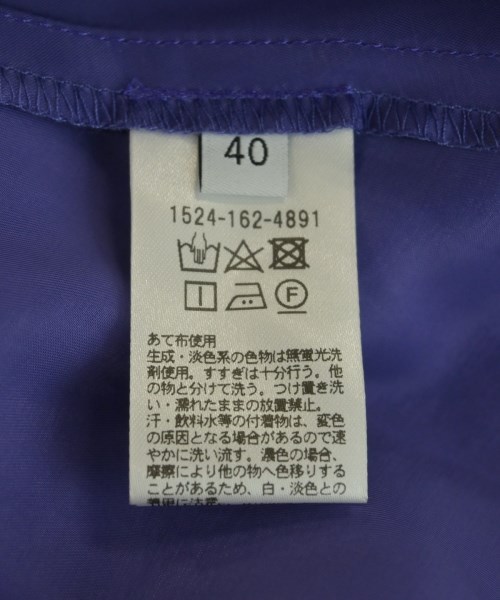 40
1524-162-4891
F
あて布使用
生成・淡色系の色物は無蛍光洗
剤使用。すすぎは十分行う。他
の物と分けて洗う。つけ置き洗
い・濡れたままの放置禁止。
汗・飲料水等の付着物は、変色
の原因となる場合があるので速
やかに洗い流す。濃色の場合、
摩擦により他の物へ色移りする
ことがあるため、白・淡色との